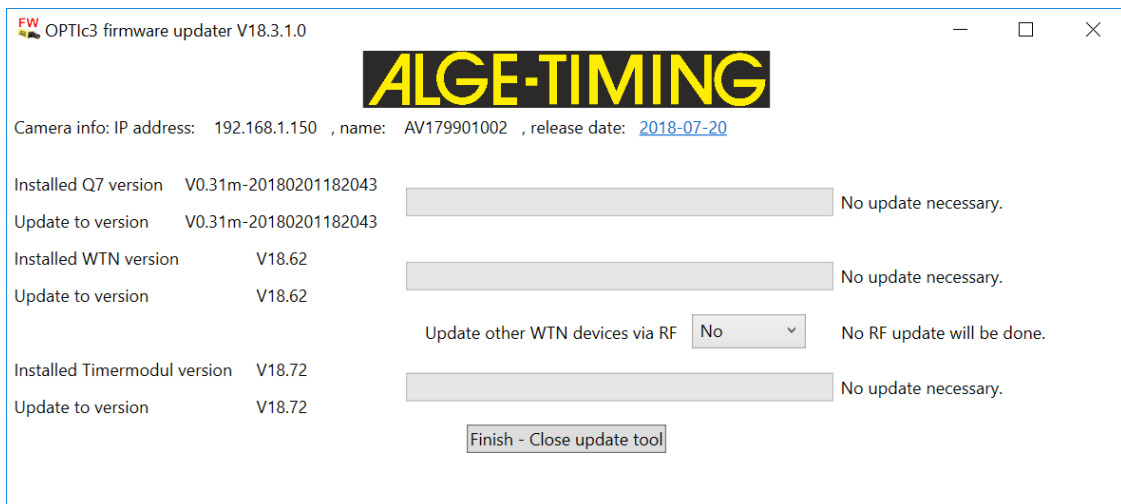 FW OPTIc3 firmware updater V18.3.1.0
ALGE-TIMING
Camera info: IP address: 192.168.1.150 , name: AV179901002 , release date: 2018-07-20
Installed Q7 version V0.31m-20180201182043
No update necessary.
Update to version V0.31m-20180201182043
Installed WTN version V18.62
No update necessary.
Update to version V18.62
Update other WTN devices via RF No No RF update will be done.
Installed Timermodul version V18.72
No update necessary.
Update to version V18.72
Finish - Close update tool